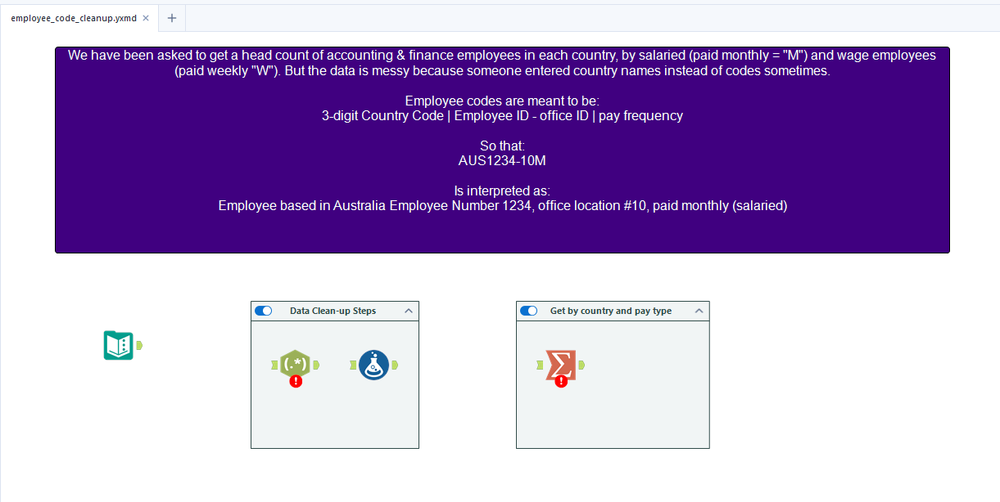 employee_code_cleanup.yxmd
We have been asked to get a head count of accounting & finance employees in each country, by salaried (paid monthly = "M") and wage employees
(paid weekly "W"). But the data is messy because someone entered country names instead of codes sometimes.
Employee codes are meant to be:
3-digit Country Code | Employee ID - office ID | pay frequency
So that:
AUS1234-10M
Is interpreted as:
Employee based in Australia Employee Number 1234, office location #10, paid monthly (salaried)
Data Clean-up Steps
Get by country and pay type
(.*)